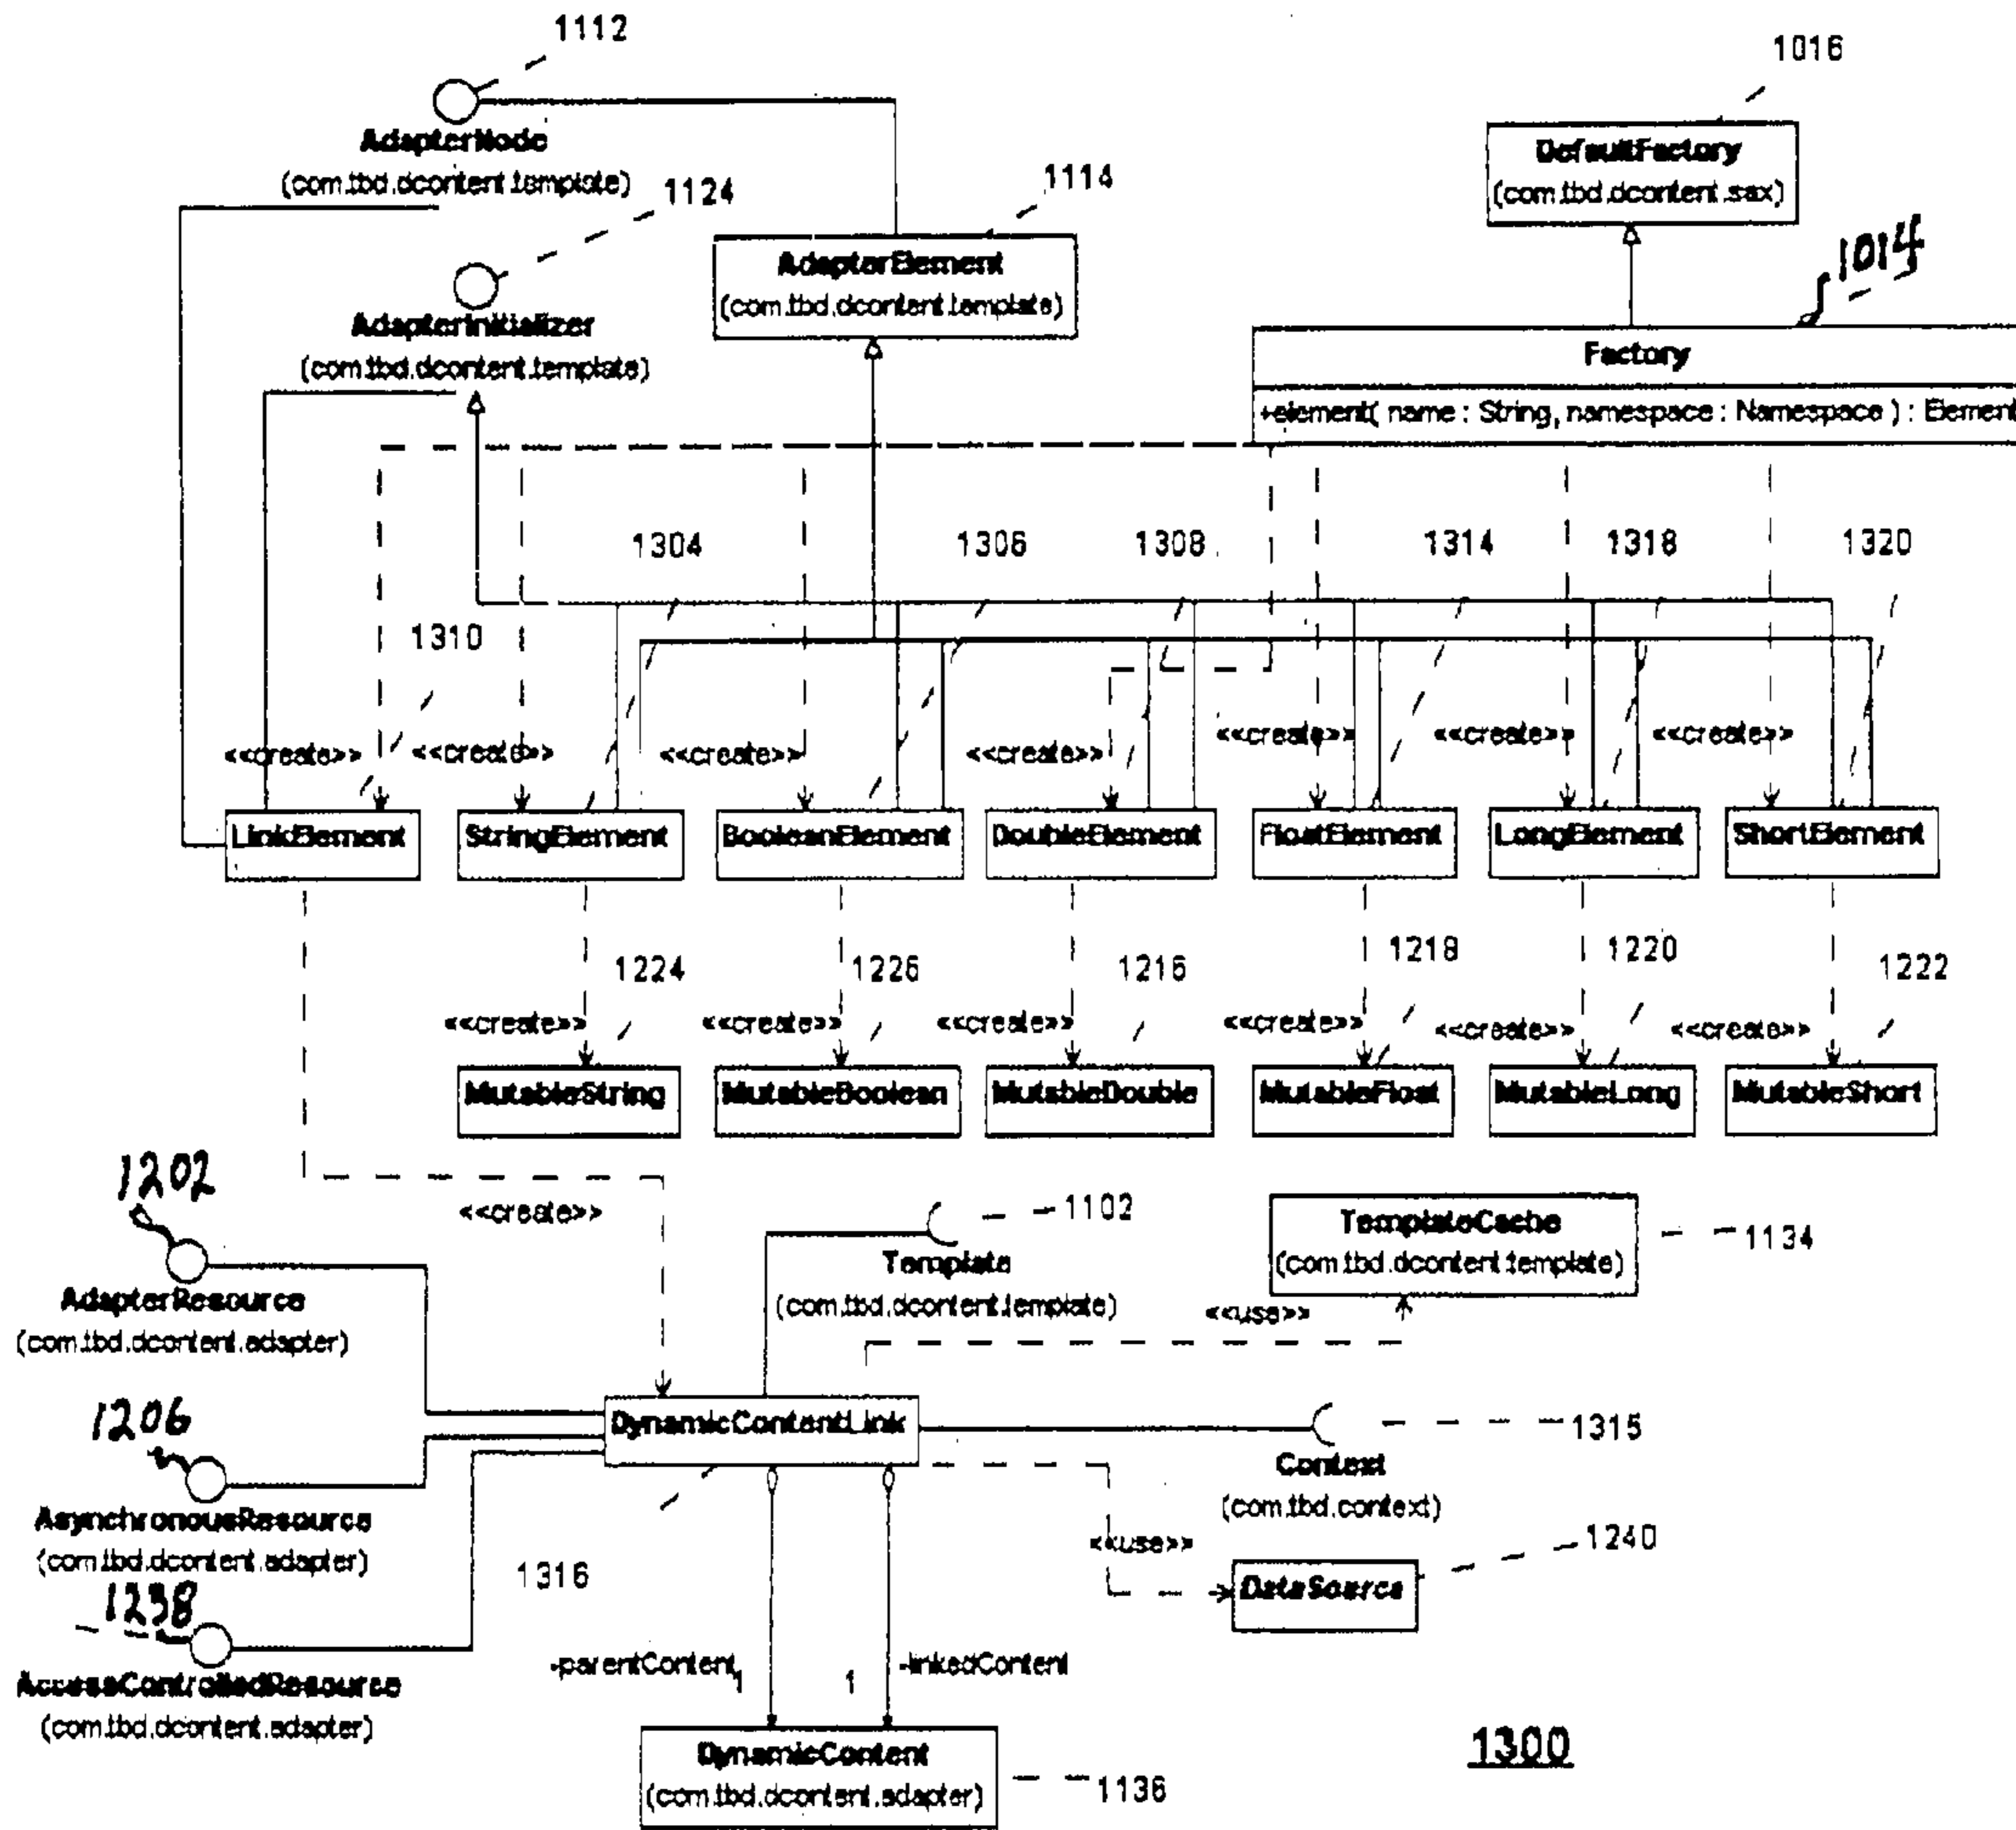 1112
1016
AdapterNode
(com.tbd.dcontent.template)
DefaultFactory
(com.tbd.dcontent.sax)
1124
1114
1014
AdapterElement
(com.tbd.dcontent.template)
AdapterInitializer
(com.tbd.dcontent.template)
Factory
+element( name : String, namespace : Namespace ) : Element
1304
1306
1308
1314
1318
1320
1310
<<create>>
<<create>>
<<create>>
<<create>>
<<create>>
<<create>>
<<create>>
LinkElement
StringElement
BooleanElement
DoubleElement
FloatElement
LongElement
ShortElement
1224
1226
1216
1218
1220
1222
<<create>>
<<create>>
<<create>>
<<create>>
<<create>>
<<create>>
MutableString
MutableBoolean
MutableDouble
MutableFloat
MutableLong
MutableShort
1202
<<create>>
1102
Template
(com.tbd.dcontent.template)
TemplateCache
(com.tbd.dcontent.template)
1134
AdapterResource
(com.tbd.dcontent.adapter)
<<use>>
1206
DynamicContentLink
1315
Context
(com.tbd.context)
AsynchronousResource
(com.tbd.dcontent.adapter)
<<use>>
1240
1316
DataSource
1238
-parentContent
1
1
-linkedContent
AccessControlledResource
(com.tbd.dcontent.adapter)
DynamicContent
(com.tbd.dcontent.adapter)
1136
1300